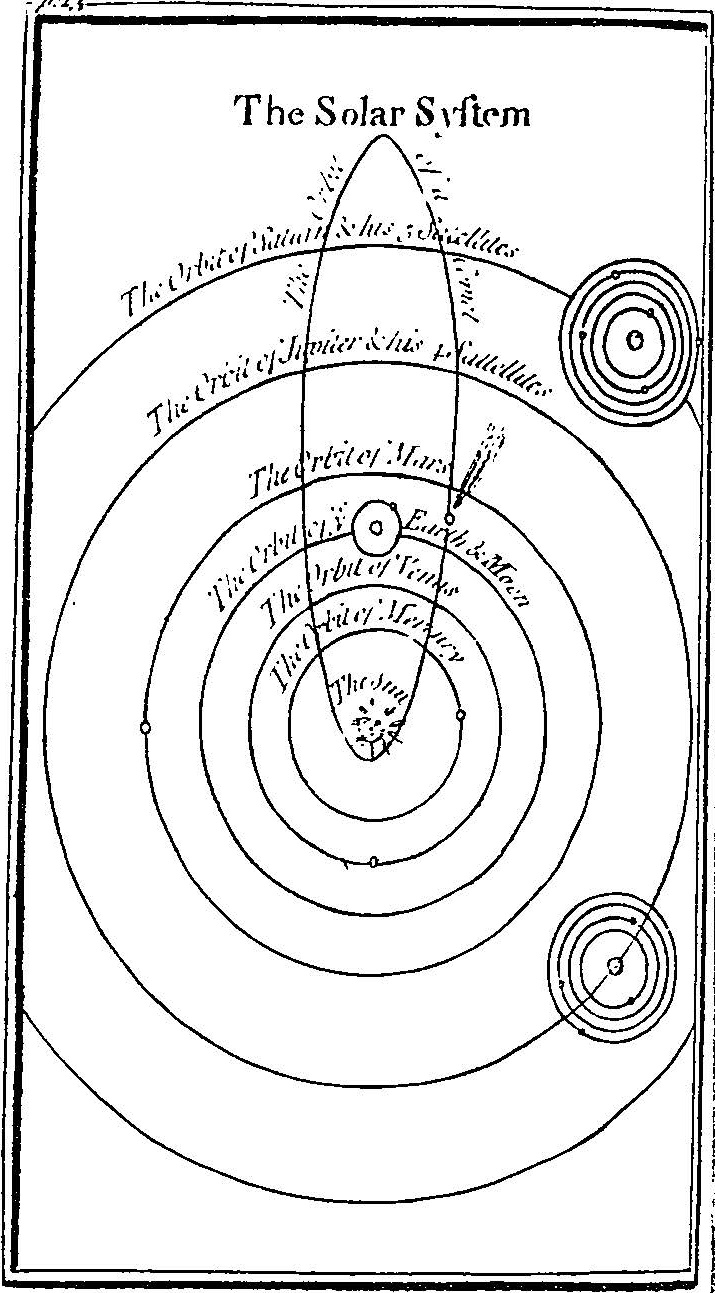 The Solar Syſtem
The Orbit of a Comet
The Orbit of Saturn & his 5 Satellites
The Orbit of Jupiter & his 4 Satellites
The Orbit of Mars
The Orbit of yͤ Earth & Moon
The Orbit of Venus
The Orbit of Mercury
The Sun